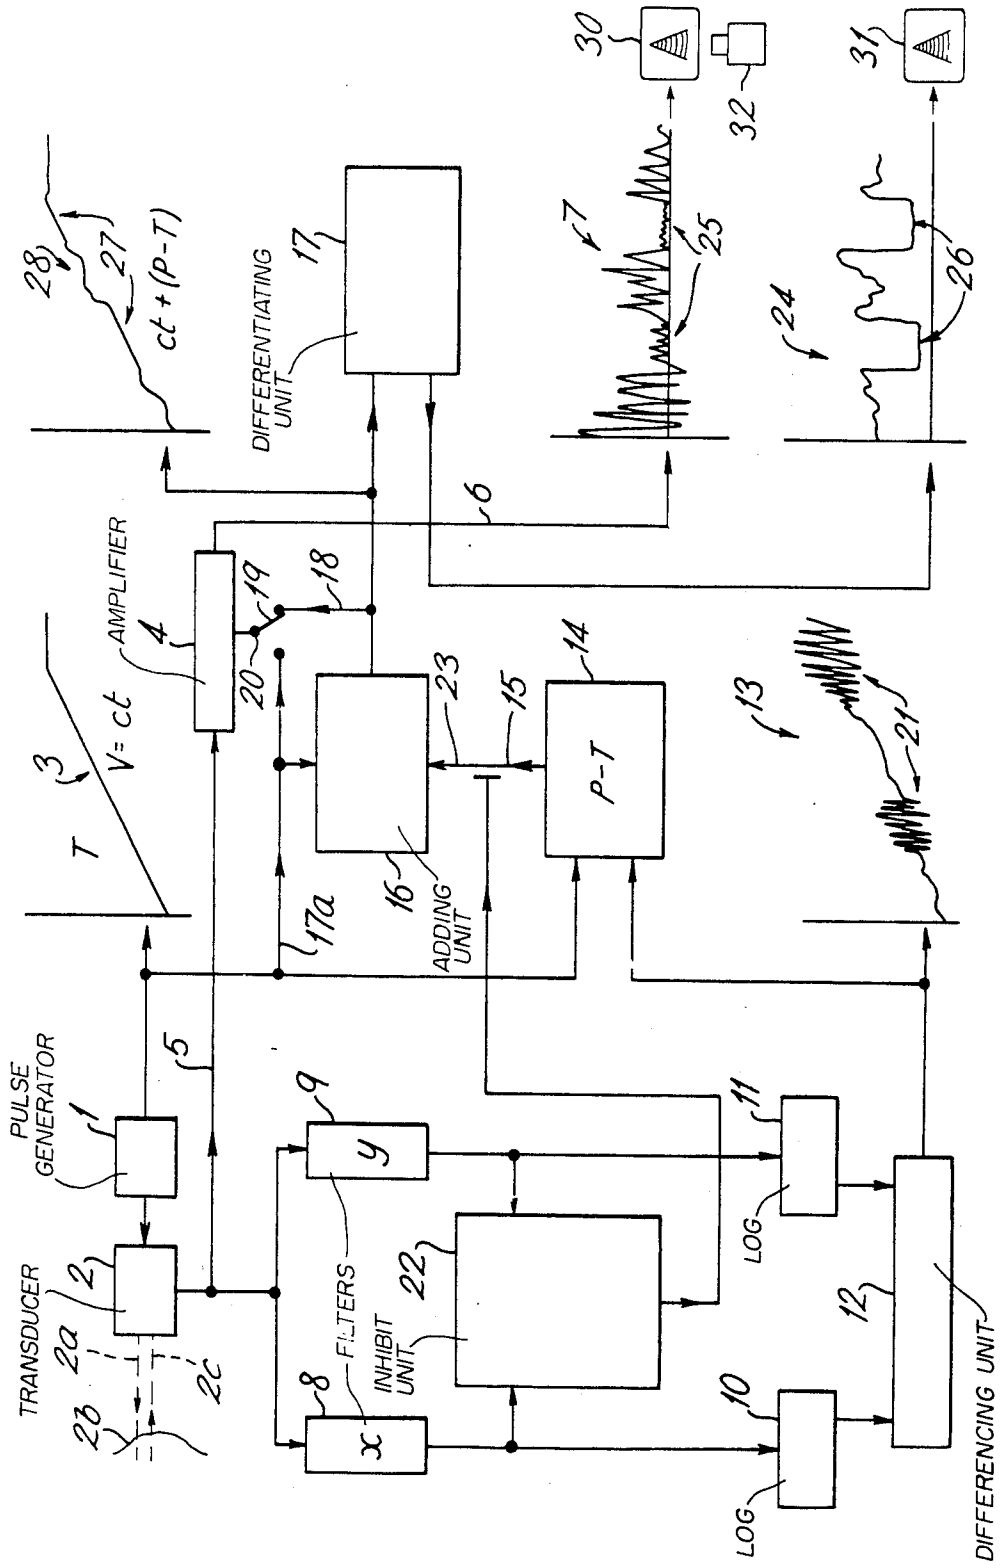 TRANSDUCER
2
2a
2b
2c
PULSE
GENERATOR
1
5
T
3
V = ct
AMPLIFIER
4
20
19
18
28
27
ct + (P-T)
DIFFERENTIATING
UNIT
17
17a
16
ADDING
UNIT
23
15
14
P-T
6
7
25
30
32
24
26
31
13
21
8
x
FILTERS
9
y
INHIBIT
UNIT
22
LOG
10
LOG
11
12
DIFFERENCING UNIT